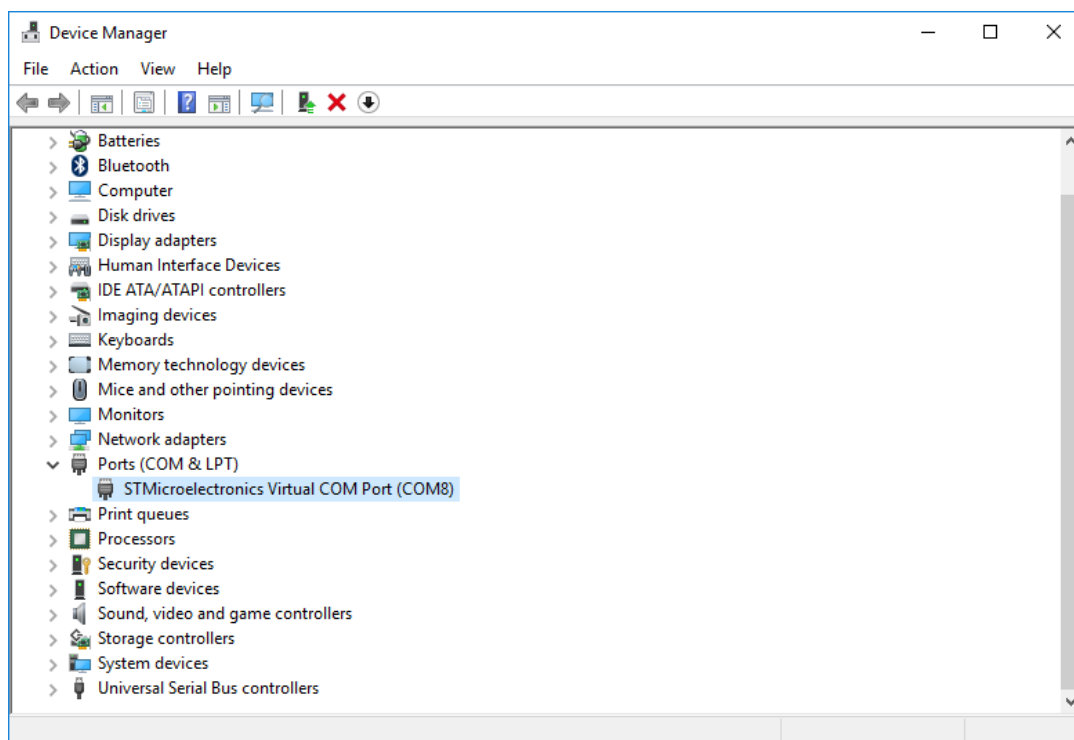 Device Manager
File Action View Help
Batteries
Bluetooth
Computer
Disk drives
Display adapters
Human Interface Devices
IDE ATA/ATAPI controllers
Imaging devices
Keyboards
Memory technology devices
Mice and other pointing devices
Monitors
Network adapters
Ports (COM & LPT)
STMicroelectronics Virtual COM Port (COM8)
Print queues
Processors
Security devices
Software devices
Sound, video and game controllers
Storage controllers
System devices
Universal Serial Bus controllers